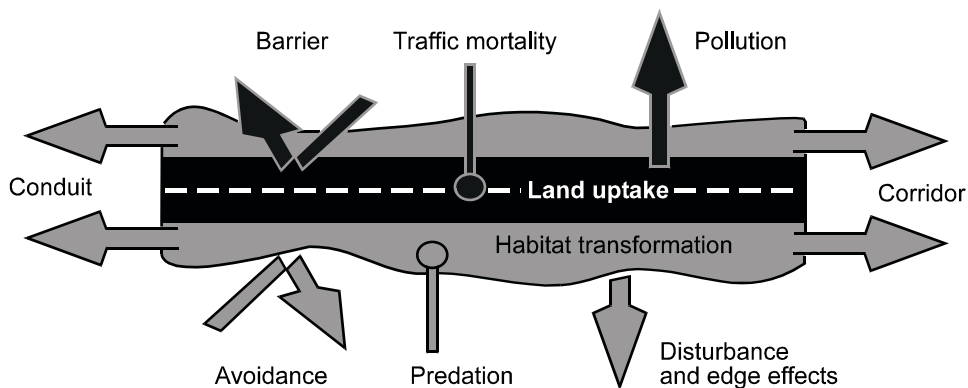 Barrier
Traffic mortality
Pollution
Conduit
Land uptake
Corridor
Habitat transformation
Avoidance
Predation
Disturbance
and edge effects